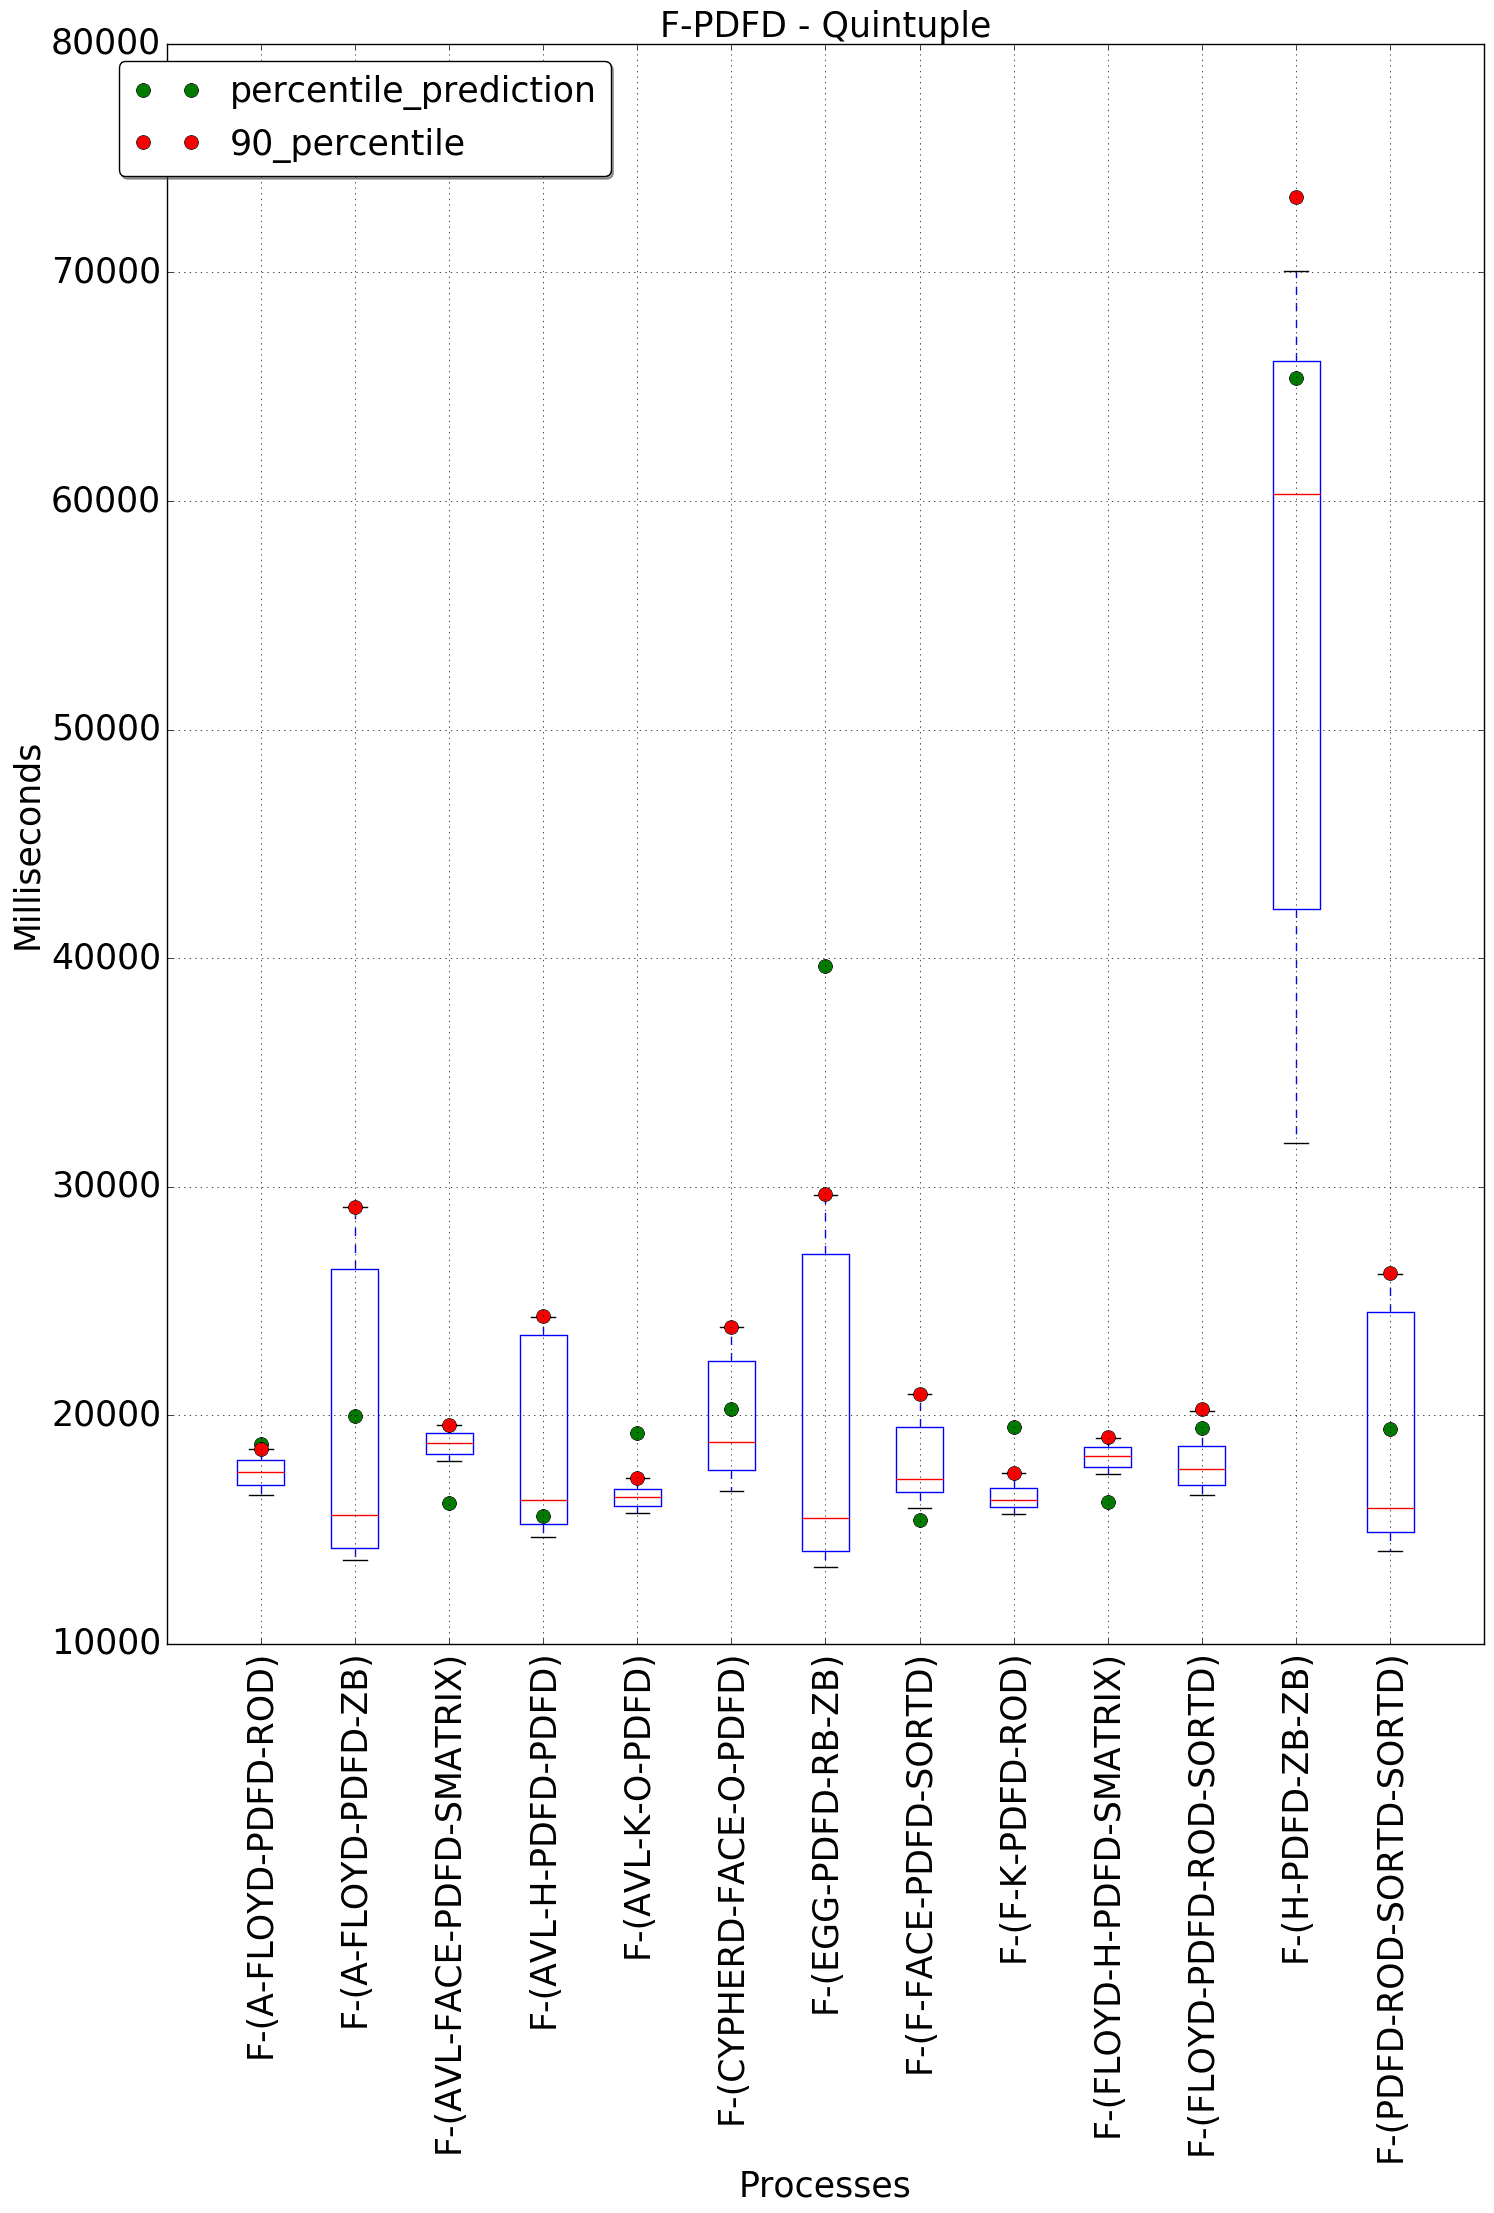 F-PDFD - Quintuple
percentile_prediction
90_percentile
80000
70000
60000
50000
40000
30000
20000
10000
Milliseconds
F-(A-FLOYD-PDFD-ROD)
F-(A-FLOYD-PDFD-ZB)
F-(AVL-FACE-PDFD-SMATRIX)
F-(AVL-H-PDFD-PDFD)
F-(AVL-K-O-PDFD)
F-(CYPHERD-FACE-O-PDFD)
F-(EGG-PDFD-RB-ZB)
F-(F-FACE-PDFD-SORTD)
F-(F-K-PDFD-ROD)
F-(FLOYD-H-PDFD-SMATRIX)
F-(FLOYD-PDFD-ROD-SORTD)
F-(H-PDFD-ZB-ZB)
F-(PDFD-ROD-SORTD-SORTD)
Processes